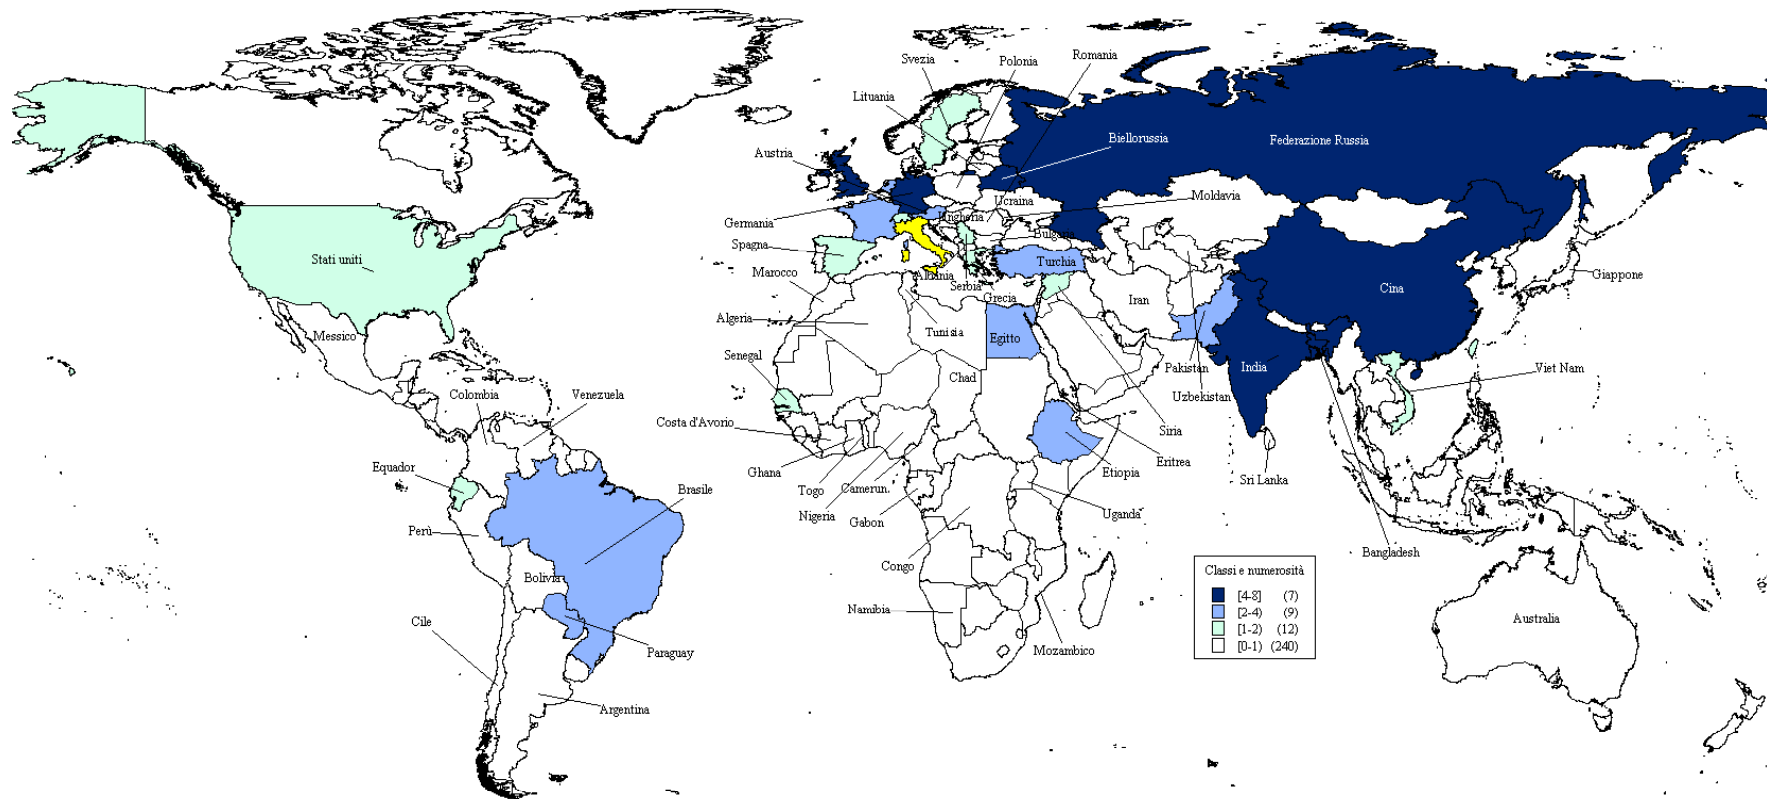 Svezia
Polonia
Romania
Lituania
Biellorussia
Federazione Russia
Austria
Germania
Ucraina
Moldavia
Ungheria
Spagna
Bulgaria
Stati uniti
Marocco
Albania
Turchia
Serbia
Grecia
Iran
Cina
Giappone
Algeria
Tunisia
Egitto
Messico
Senegal
Chad
Pakistan
India
Viet Nam
Colombia
Venezuela
Uzbekistan
Costa d'Avorio
Siria
Equador
Ghana
Togo
Camerun.
Etiopia
Eritrea
Sri Lanka
Brasile
Nigeria
Gabon
Uganda
Perù
Congo
Bangladesh
Bolivia
Namibia
Cile
Paraguay
Mozambico
Australia
Argentina
Classi e numerosità
[4-8] (7)
[2-4) (9)
[1-2) (12)
[0-1) (240)